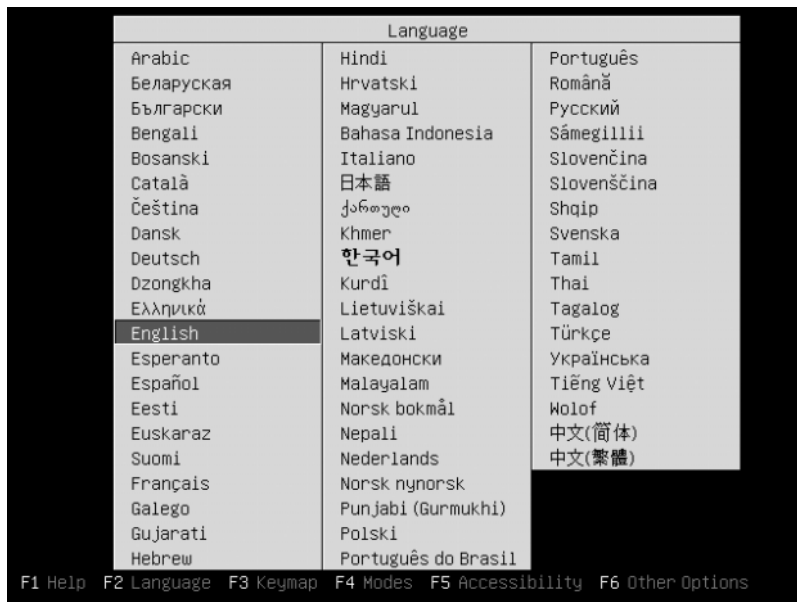 Language
Arabic
Беларуская
Български
Bengali
Bosanski
Català
Čeština
Dansk
Deutsch
Dzongkha
Ελληνικά
English
Esperanto
Español
Eesti
Euskaraz
Suomi
Français
Galego
Gujarati
Hebrew
Hindi
Hrvatski
Magyarul
Bahasa Indonesia
Italiano
日本語
ქართული
Khmer
한국어
Kurdî
Lietuviškai
Latviski
Македонски
Malayalam
Norsk bokmål
Nepali
Nederlands
Norsk nynorsk
Punjabi (Gurmukhi)
Polski
Português do Brasil
Português
Română
Русский
Sámegillii
Slovenčina
Slovenščina
Shqip
Svenska
Tamil
Thai
Tagalog
Türkçe
Українська
Tiếng Việt
Wolof
中文(简体)
中文(繁體)
F1 Help F2 Language F3 Keymap F4 Modes F5 Accessibility F6 Other Options